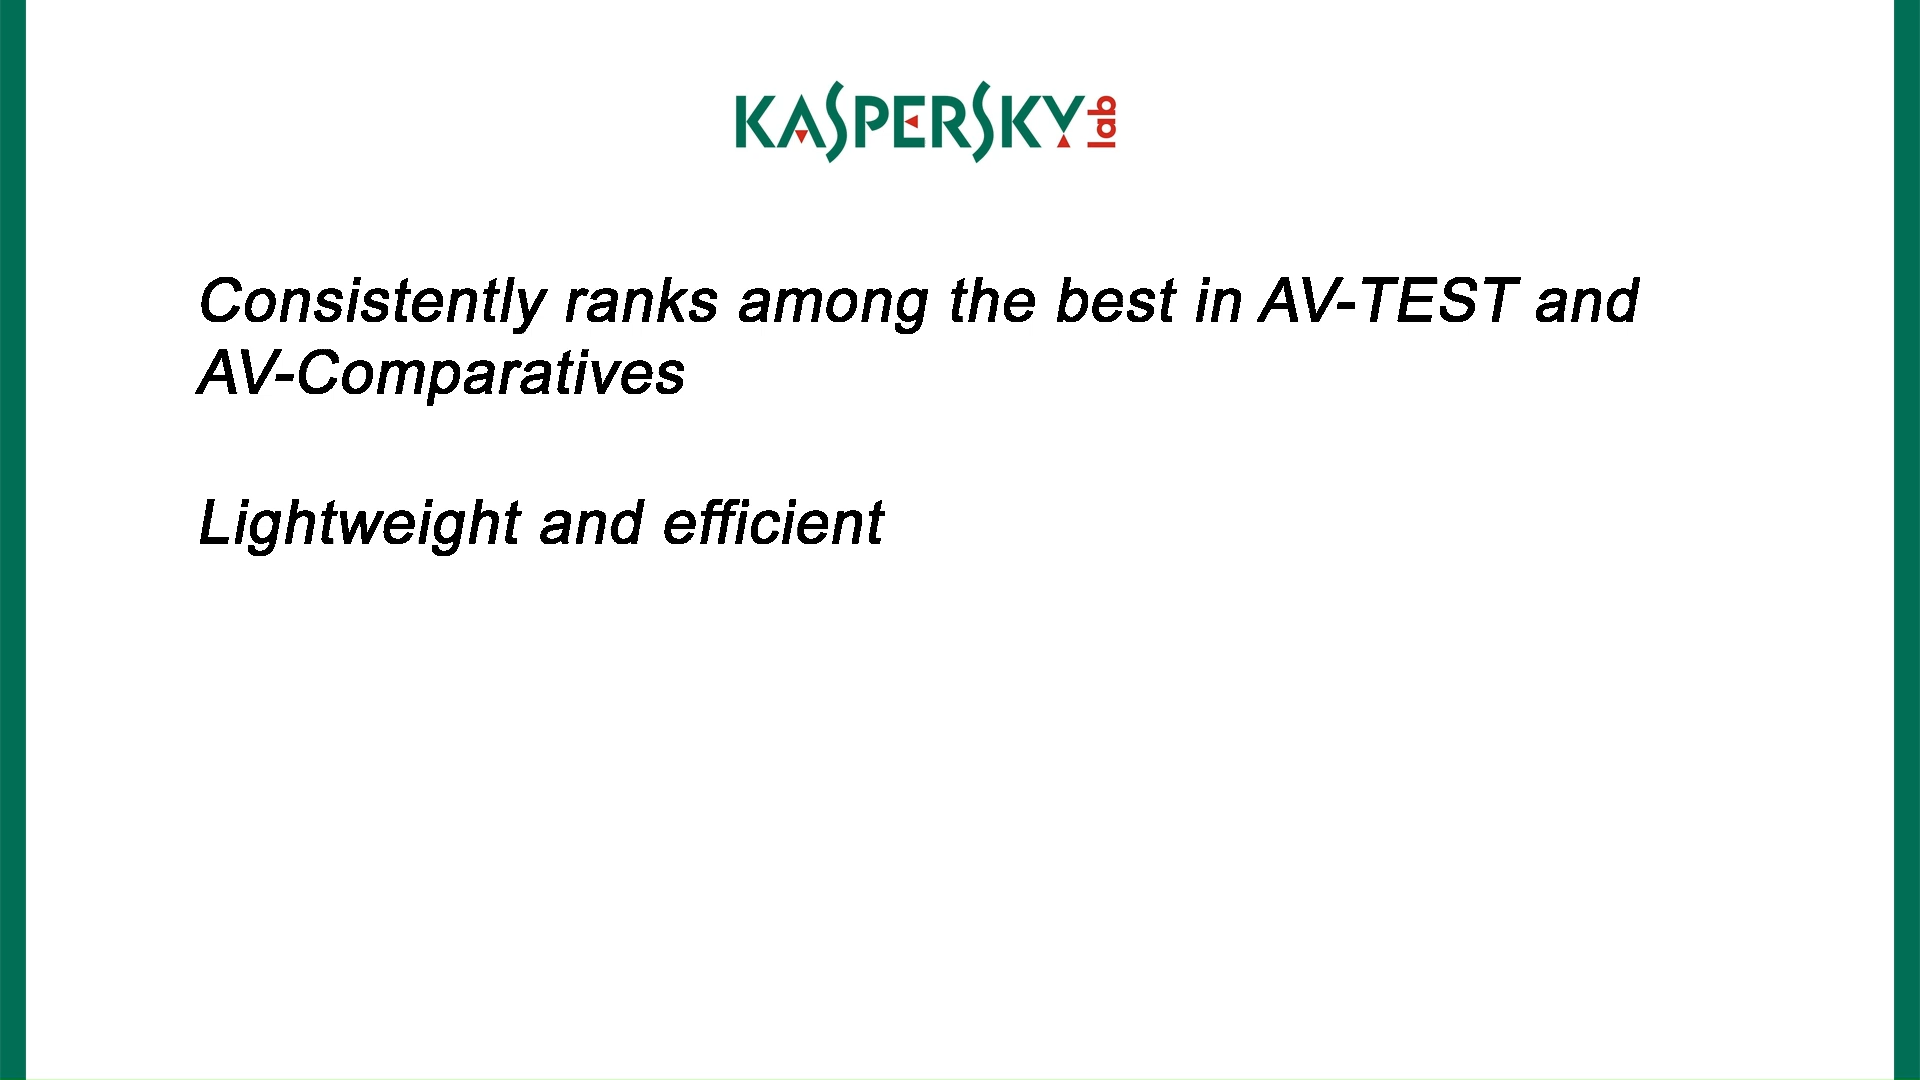 KASPERSKY lab
Consistently ranks among the best in AV-TEST and
AV-Comparatives
Lightweight and efficient